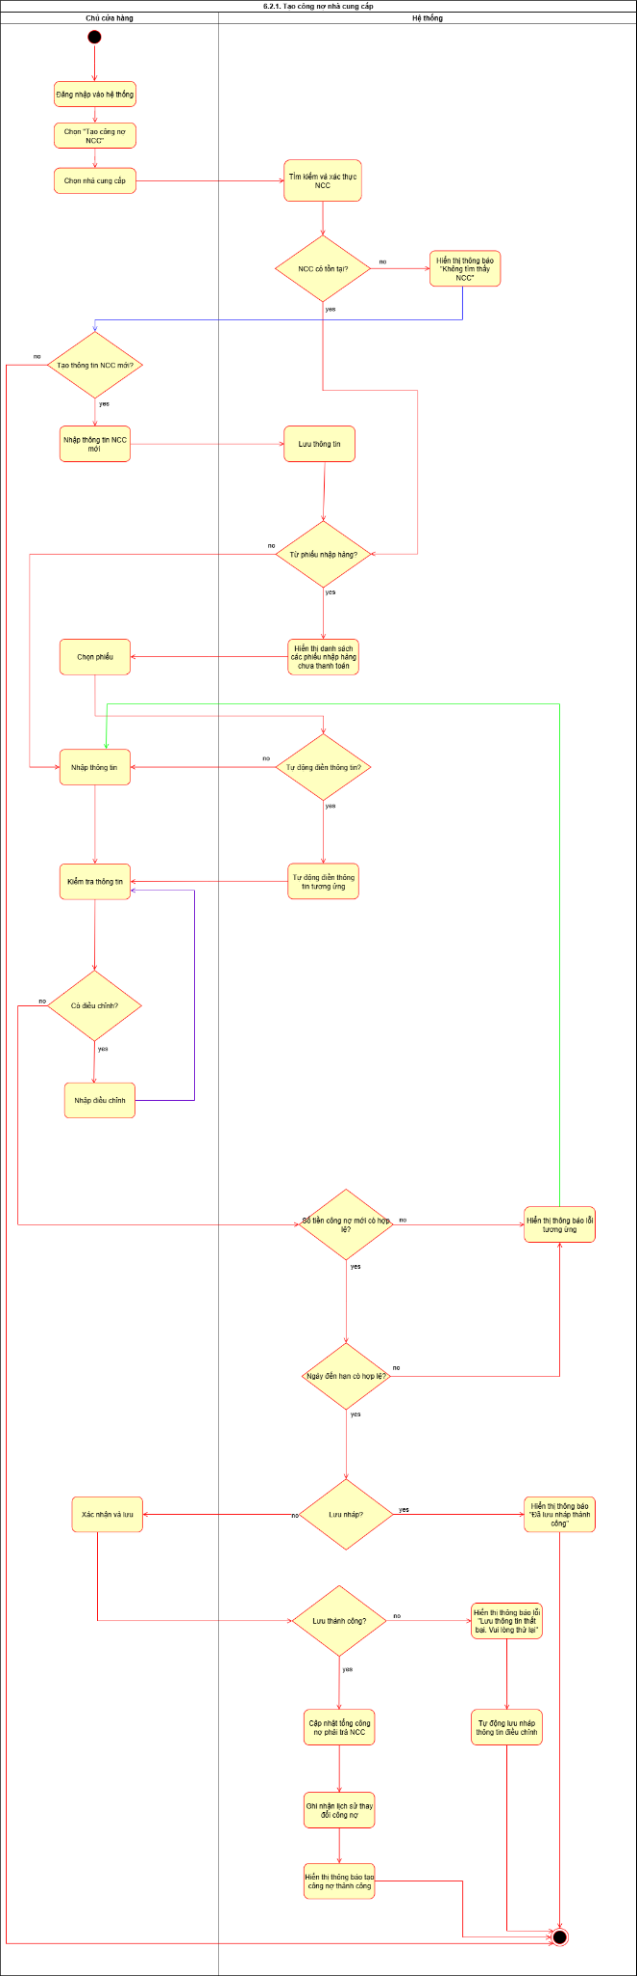 6.2.1. Tạo công nợ nhà cung cấp
Chủ cửa hàng
Hệ thống
Đăng nhập vào hệ thống
Chọn "Tạo công nợ
NCC"
Chọn nhà cung cấp
Tìm kiếm và xác thực
NCC
NCC có tồn tại?
no
Hiển thị thông báo
"Không tìm thấy
NCC"
yes
no
Tạo thông tin NCC mới?
yes
Nhập thông tin NCC
mới
Lưu thông tin
no
Từ phiếu nhập hàng?
yes
Chọn phiếu
Hiển thị danh sách
các phiếu nhập hàng
chưa thanh toán
Nhập thông tin
no
Tự động điền thông tin?
yes
Kiểm tra thông tin
Tự động điền thông
tin tương ứng
no
Có điều chỉnh?
yes
Nhập điều chỉnh
Số tiền công nợ mới có hợp
lệ?
no
Hiển thị thông báo lỗi
tương ứng
yes
Ngày đến hạn có hợp lệ?
no
yes
Xác nhận và lưu
no
Lưu nháp?
yes
Hiển thị thông báo
"Đã lưu nháp thành
công"
Lưu thành công?
no
Hiển thị thông báo lỗi
"Lưu thông tin thất
bại. Vui lòng thử lại"
yes
Cập nhật tổng công
nợ phải trả NCC
Tự động lưu nháp
thông tin điều chỉnh
Ghi nhận lịch sử thay
đổi công nợ
Hiển thị thông báo tạo
công nợ thành công